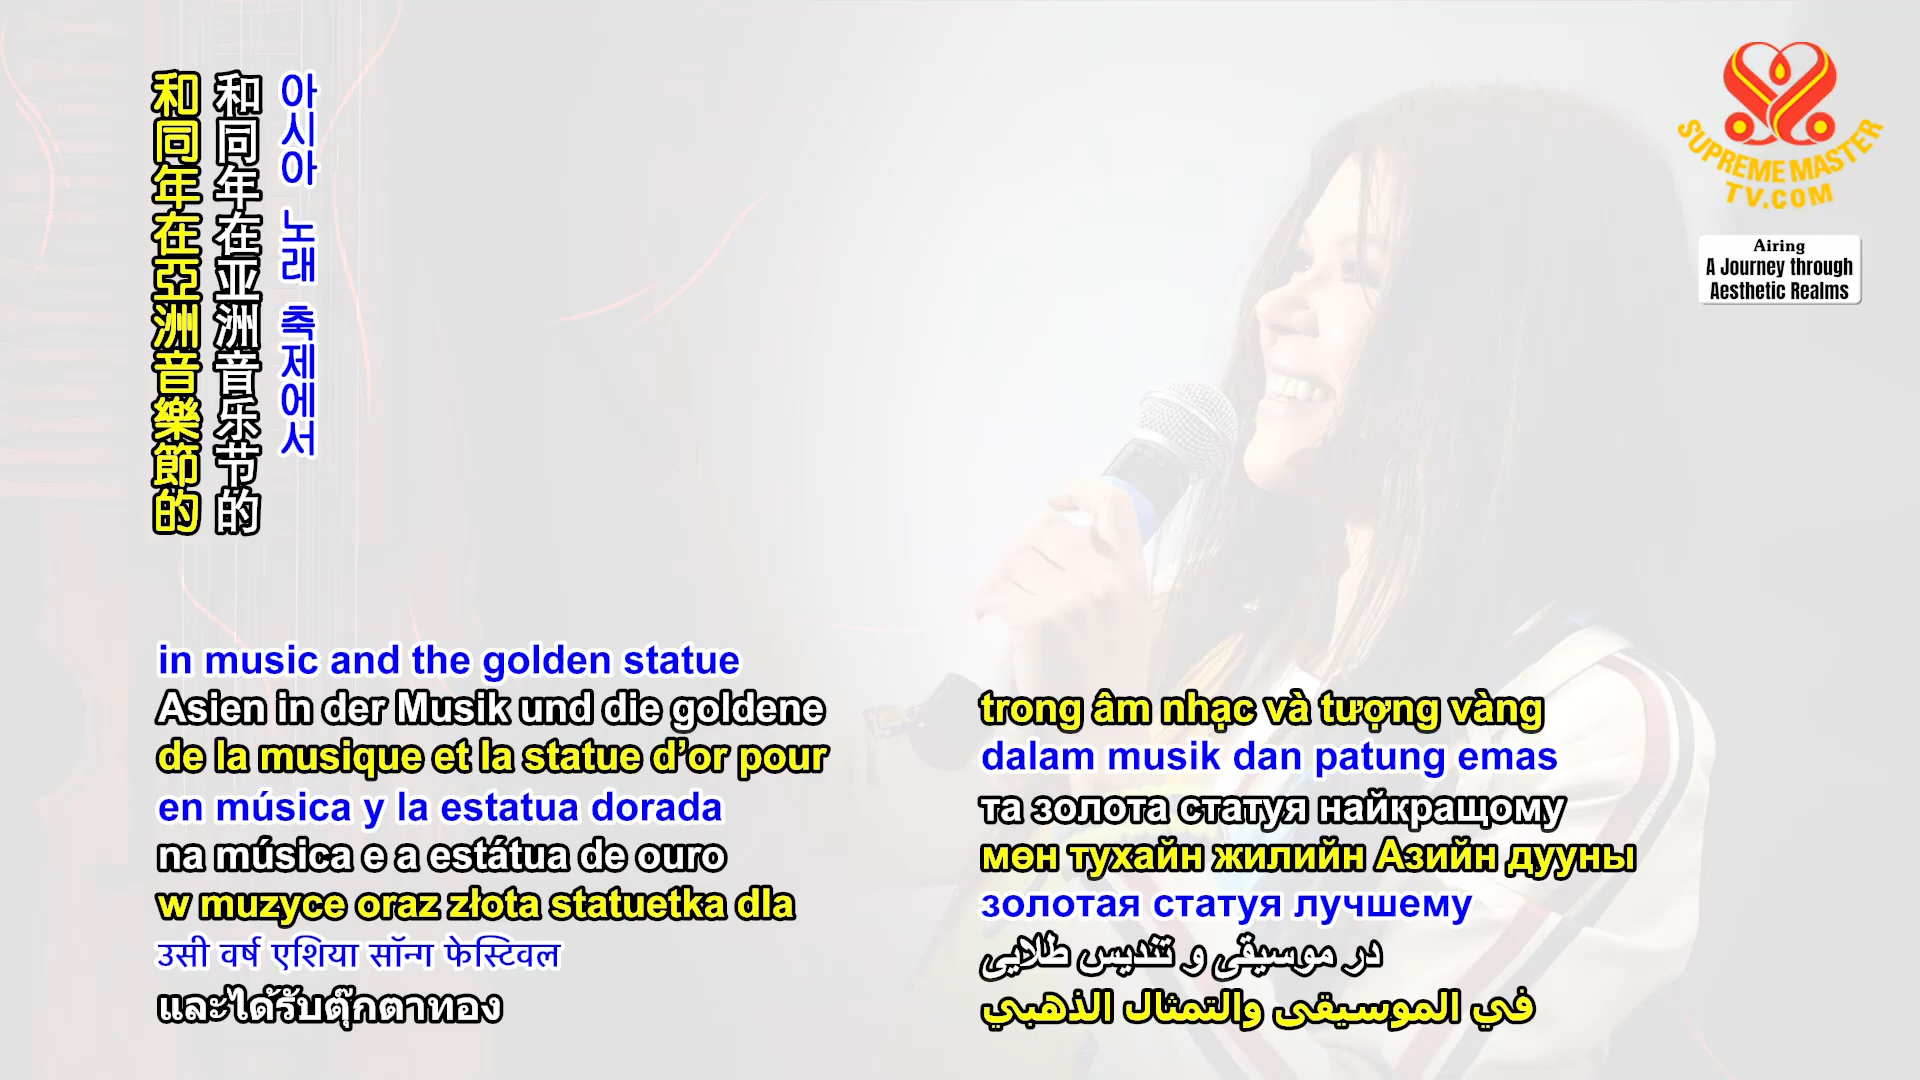 和同年在亞洲音樂節的
和同年在亚洲音乐节的
아시아 노래 축제에서
SUPREME MASTER
TV.COM
Airing
A Journey through
Aesthetic Realms
in music and the golden statue
Asien in der Musik und die goldene
de la musique et la statue d’or pour
en música y la estatua dorada
na música e a estátua de ouro
w muzyce oraz złota statuetka dla
उसी वर्ष एशिया सॉन्ग फेस्टिवल
และได้รับตุ๊กตาทอง
trong âm nhạc và tượng vàng
dalam musik dan patung emas
та золота статуя найкращому
мөн тухайн жилийн Азийн дууны
золотая статуя лучшему
در موسیقی و تندیس طلایی
في الموسيقى والتمثال الذهبي